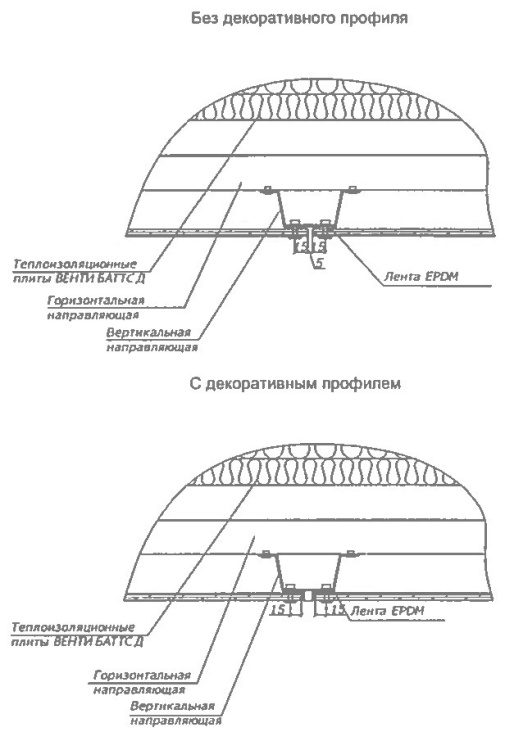 Без декоративного профиля
15 15
5
Теплоизоляционные
плиты ВЕНТИ БАТТС Д
Лента EPDM
Горизонтальная
направляющая
Вертикальная
направляющая
С декоративным профилем
15 15
Лента EPDM
Теплоизоляционные
плиты ВЕНТИ БАТТС Д
Горизонтальная
направляющая
Вертикальная
направляющая